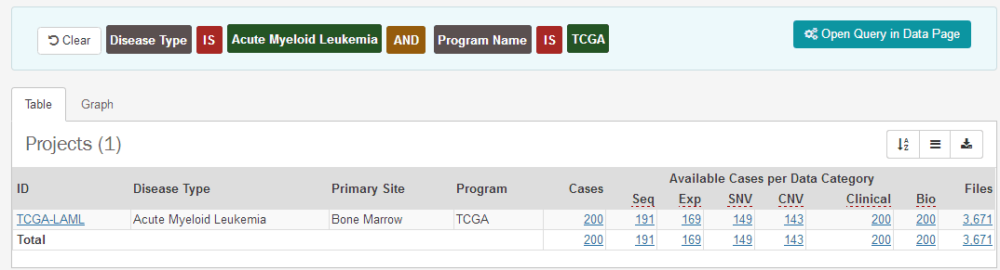 Clear Disease Type IS Acute Myeloid Leukemia AND Program Name IS TCGA Open Query in Data Page
Table Graph
Projects (1)
Available Cases per Data Category
ID Disease Type Primary Site Program Cases Seq Exp SNV CNV Clinical Bio Files
TCGA-LAML Acute Myeloid Leukemia Bone Marrow TCGA 200 191 169 149 143 200 200 3,671
Total 200 191 169 149 143 200 200 3,671